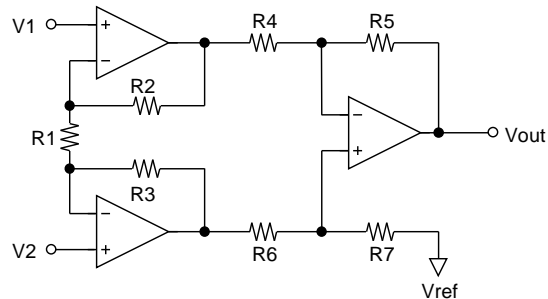 V1
+
−
R2
R1
R3
−
+
V2
R4
R5
−
+
Vout
R6
R7
Vref